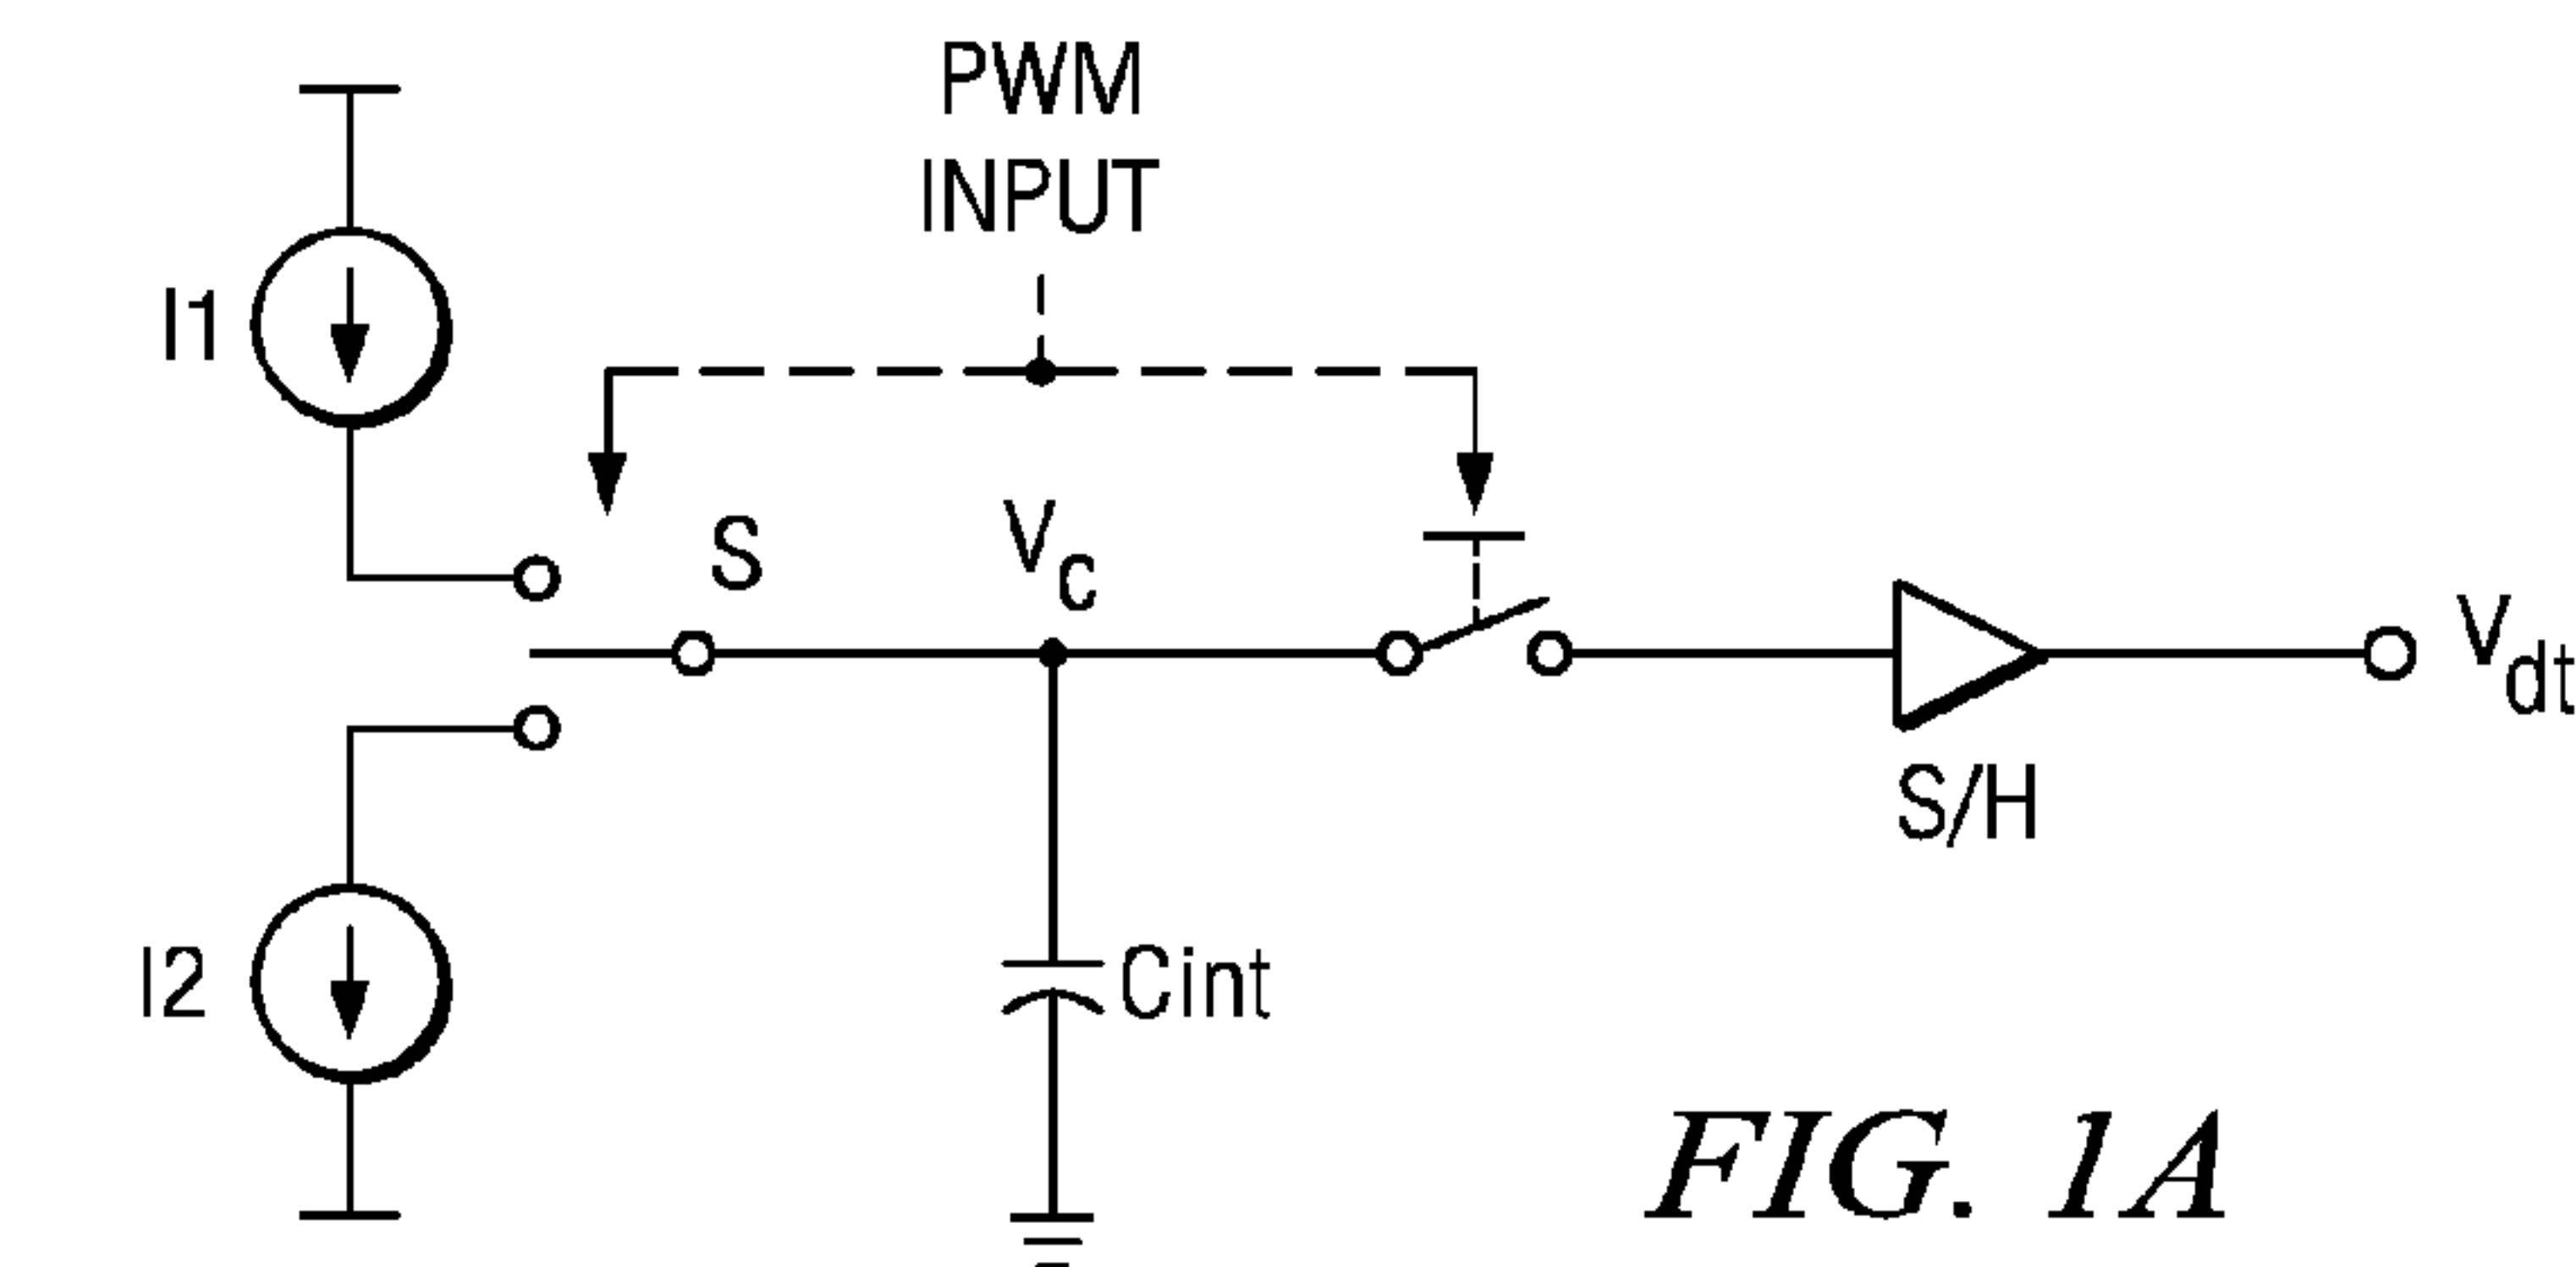 PWM
INPUT
I1
S
Vc
Vdt
S/H
I2
Cint
FIG. 1A